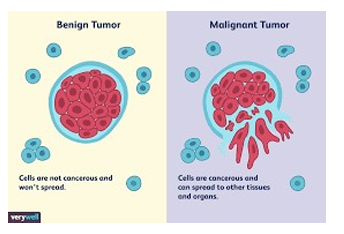 Benign Tumor
Cells are not cancerous and
won't spread.
Malignant Tumor
Cells are cancerous and
can spread to other tissues
and organs.
verywell